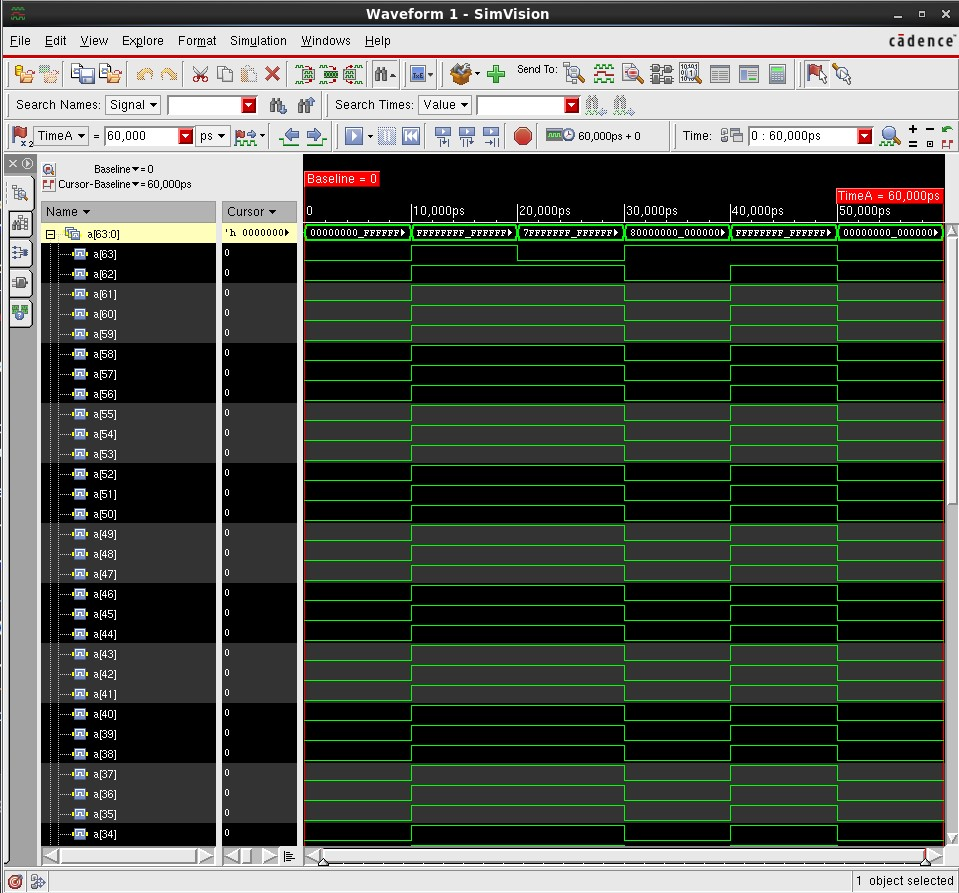 Waveform 1 - SimVision
File Edit View Explore Format Simulation Windows Help
cādence
Send To:
Search Names: Signal Search Times: Value
TimeA = 60,000 ps 60,000ps + 0 Time: 0 : 60,000ps
Baseline = 0
Cursor-Baseline = 60,000ps
Baseline = 0
TimeA = 60,000ps
Name Cursor 0 10,000ps 20,000ps 30,000ps 40,000ps 50,000ps
a[63:0] 'h 0000000 00000000_FFFFFF FFFFFFFF_FFFFFF 7FFFFFFF_FFFFFF 80000000_000000 FFFFFFFF_FFFFFF 00000000_000000
a[63] 0
a[62] 0
a[61] 0
a[60] 0
a[59] 0
a[58] 0
a[57] 0
a[56] 0
a[55] 0
a[54] 0
a[53] 0
a[52] 0
a[51] 0
a[50] 0
a[49] 0
a[48] 0
a[47] 0
a[46] 0
a[45] 0
a[44] 0
a[43] 0
a[42] 0
a[41] 0
a[40] 0
a[39] 0
a[38] 0
a[37] 0
a[36] 0
a[35] 0
a[34] 0
1 object selected